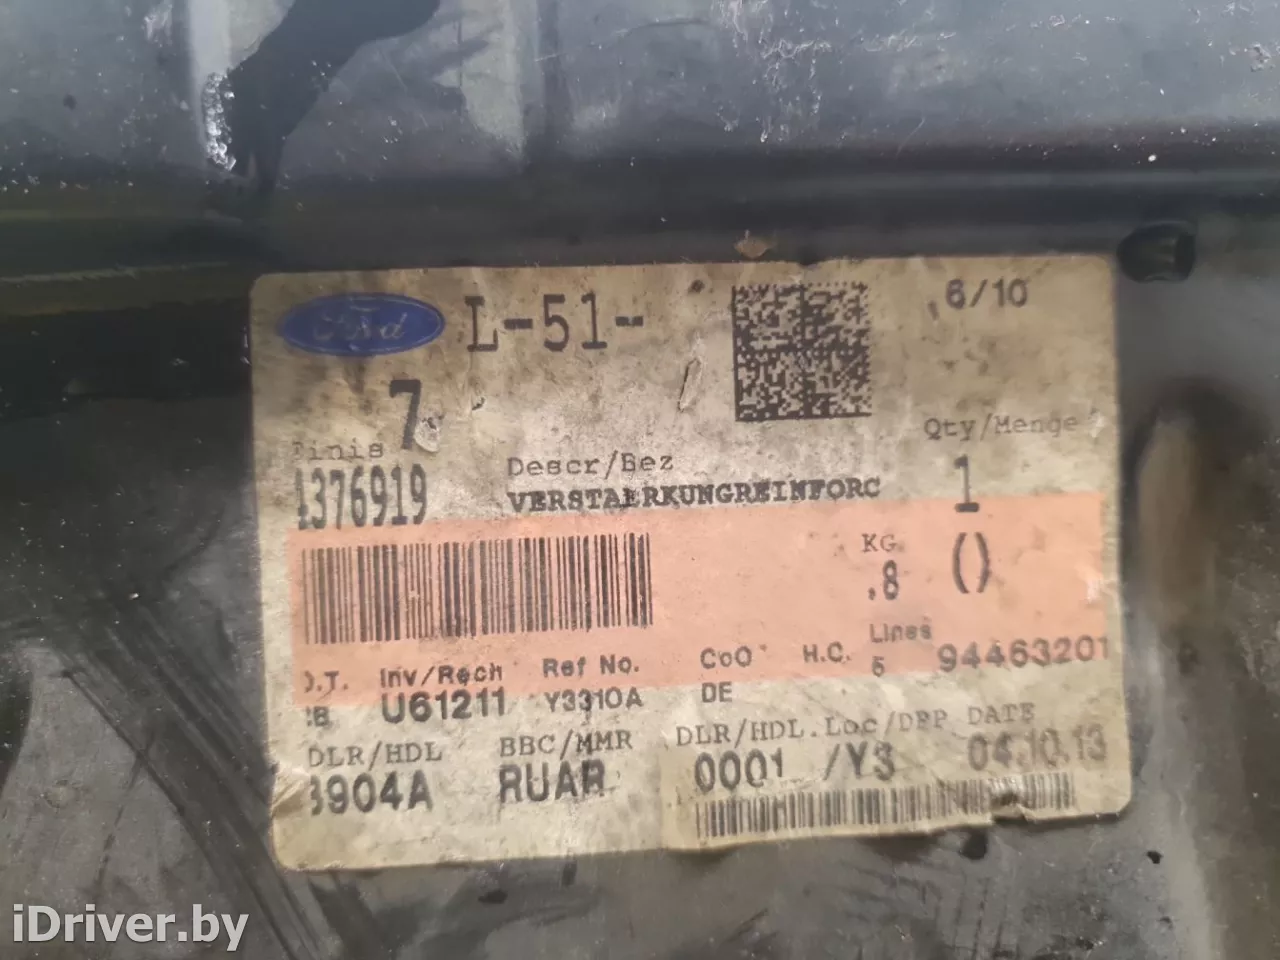 Ford L-51- 6/10
7
Finis Descr/Bez Qty/Menge
1376919 VERSTAERKUNGREINFORC 1
KG
.8 ()
O.T. Inv/Rech Ref No. CoO H.C. Lines
U61211 Y3310A DE 5 94463201
DLR/HDL BBC/MMR DLR/HDL.Loc/DEP DATE
3904A RUAR 0001 /Y3 04.10.13
iDriver.by